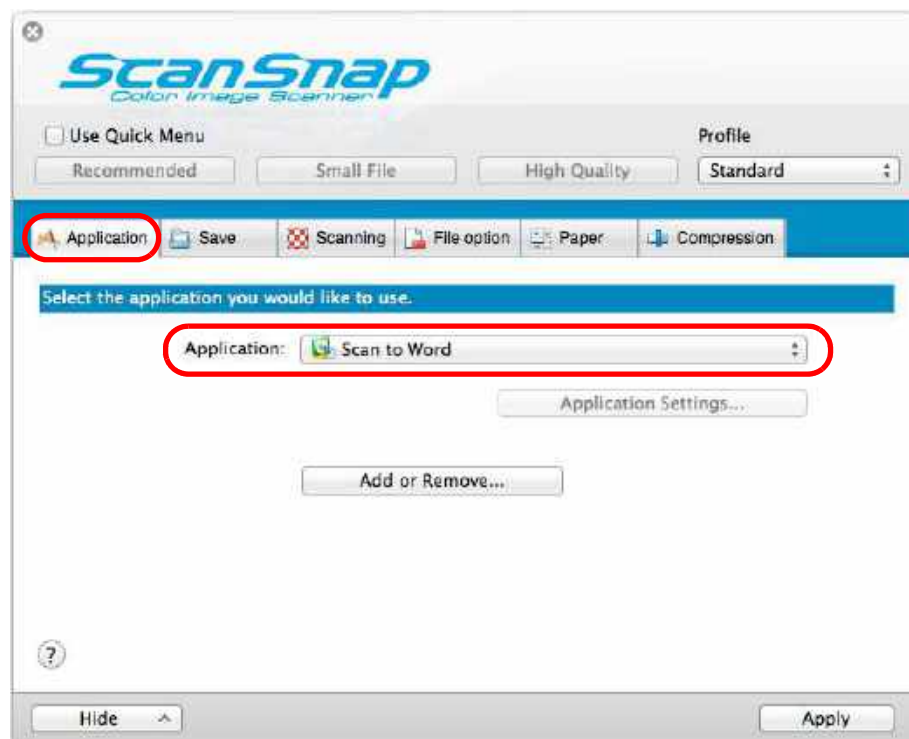 ScanSnap
Color Image Scanner
Use Quick Menu
Profile
Recommended Small File High Quality Standard
Application Save Scanning File option Paper Compression
Select the application you would like to use.
Application: Scan to Word
Application Settings...
Add or Remove...
?
Hide Apply